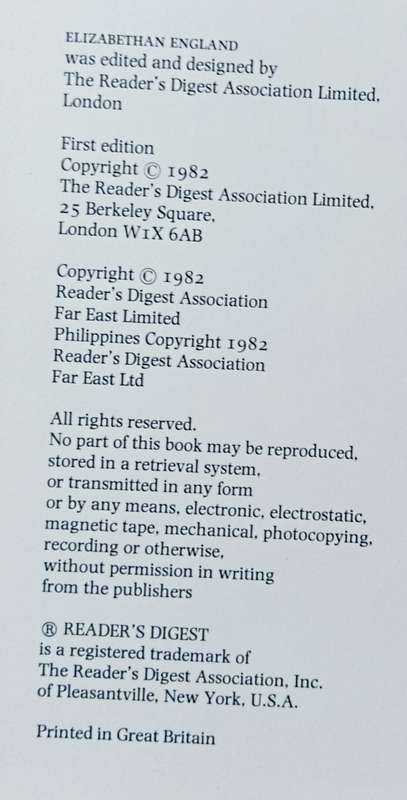 ELIZABETHAN ENGLAND
was edited and designed by
The Reader's Digest Association Limited,
London
First edition
Copyright © 1982
The Reader's Digest Association Limited,
25 Berkeley Square,
London W1X 6AB
Copyright © 1982
Reader's Digest Association
Far East Limited
Philippines Copyright 1982
Reader's Digest Association
Far East Ltd
All rights reserved.
No part of this book may be reproduced,
stored in a retrieval system,
or transmitted in any form
or by any means, electronic, electrostatic,
magnetic tape, mechanical, photocopying,
recording or otherwise,
without permission in writing
from the publishers
® READER'S DIGEST
is a registered trademark of
The Reader's Digest Association, Inc.
of Pleasantville, New York, U.S.A.
Printed in Great Britain